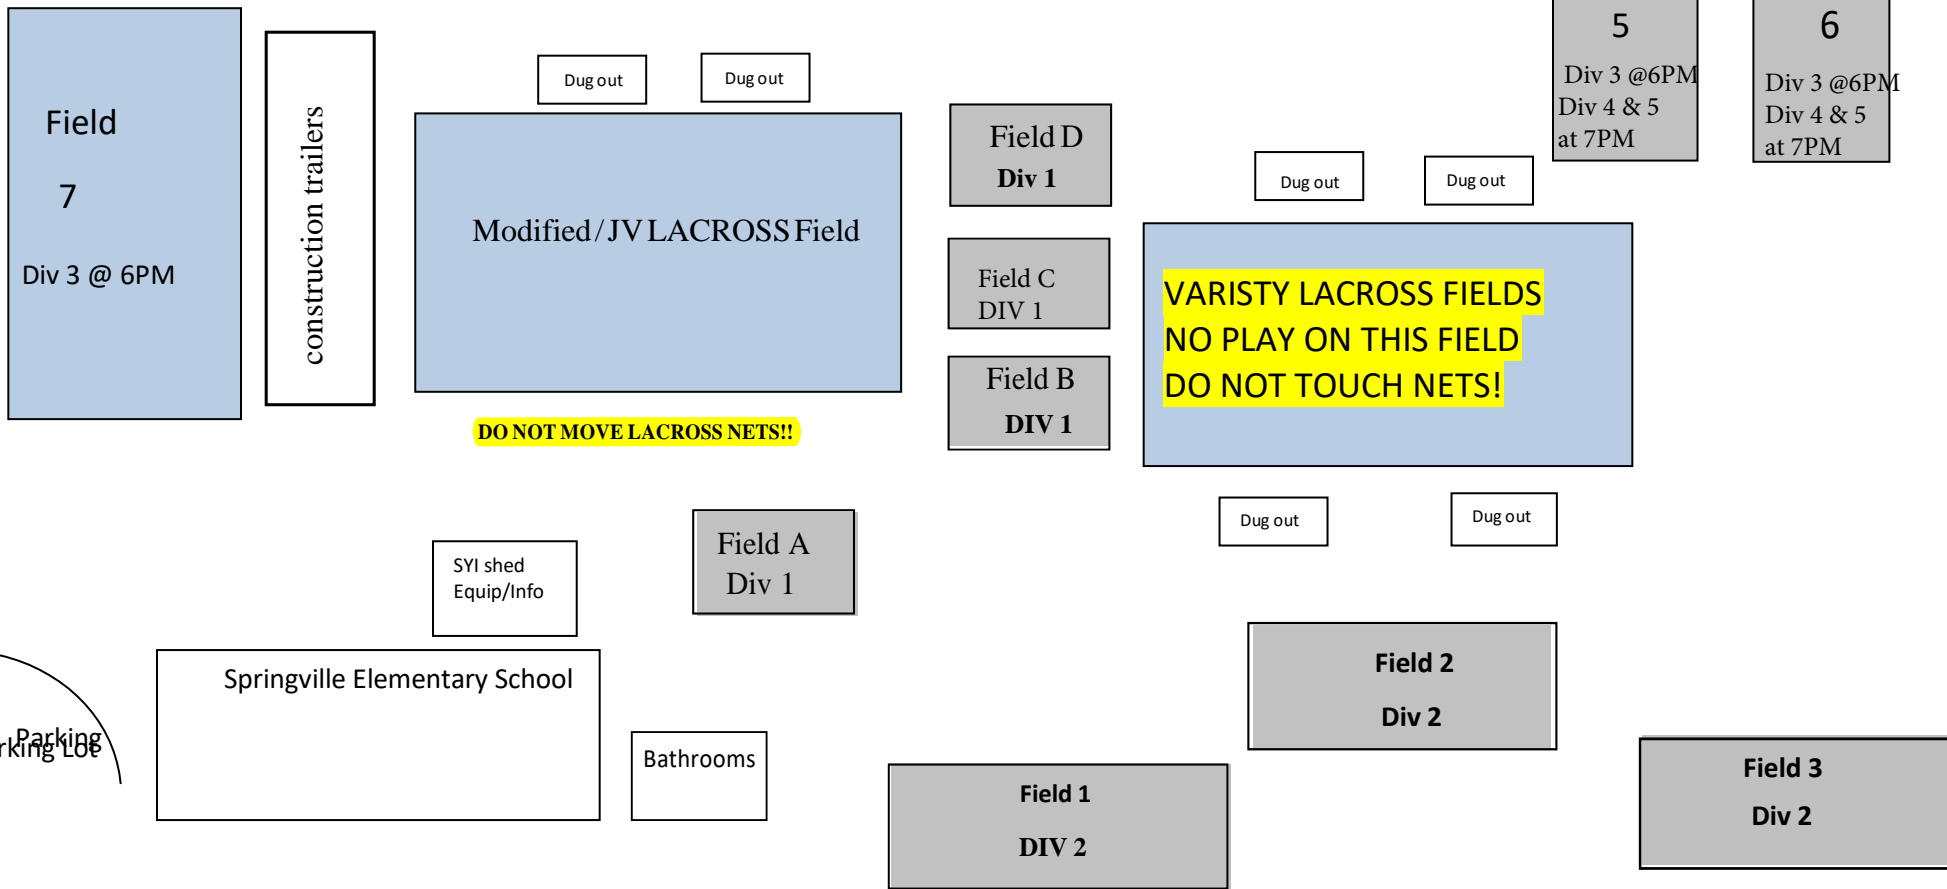 Field
7
Div 3 @ 6PM
construction trailers
Dug out
Dug out
Modified / JV LACROSS Field
DO NOT MOVE LACROSS NETS!!
Field D
Div 1
Field C
DIV 1
Field B
DIV 1
5
Div 3 @6PM
Div 4 & 5
at 7PM
6
Div 3 @6PM
Div 4 & 5
at 7PM
Dug out
Dug out
VARISTY LACROSS FIELDS
NO PLAY ON THIS FIELD
DO NOT TOUCH NETS!
Dug out
Dug out
SYI shed
Equip/Info
Field A
Div 1
Springville Elementary School
Parking
rking Lot
Bathrooms
Field 1
DIV 2
Field 2
Div 2
Field 3
Div 2